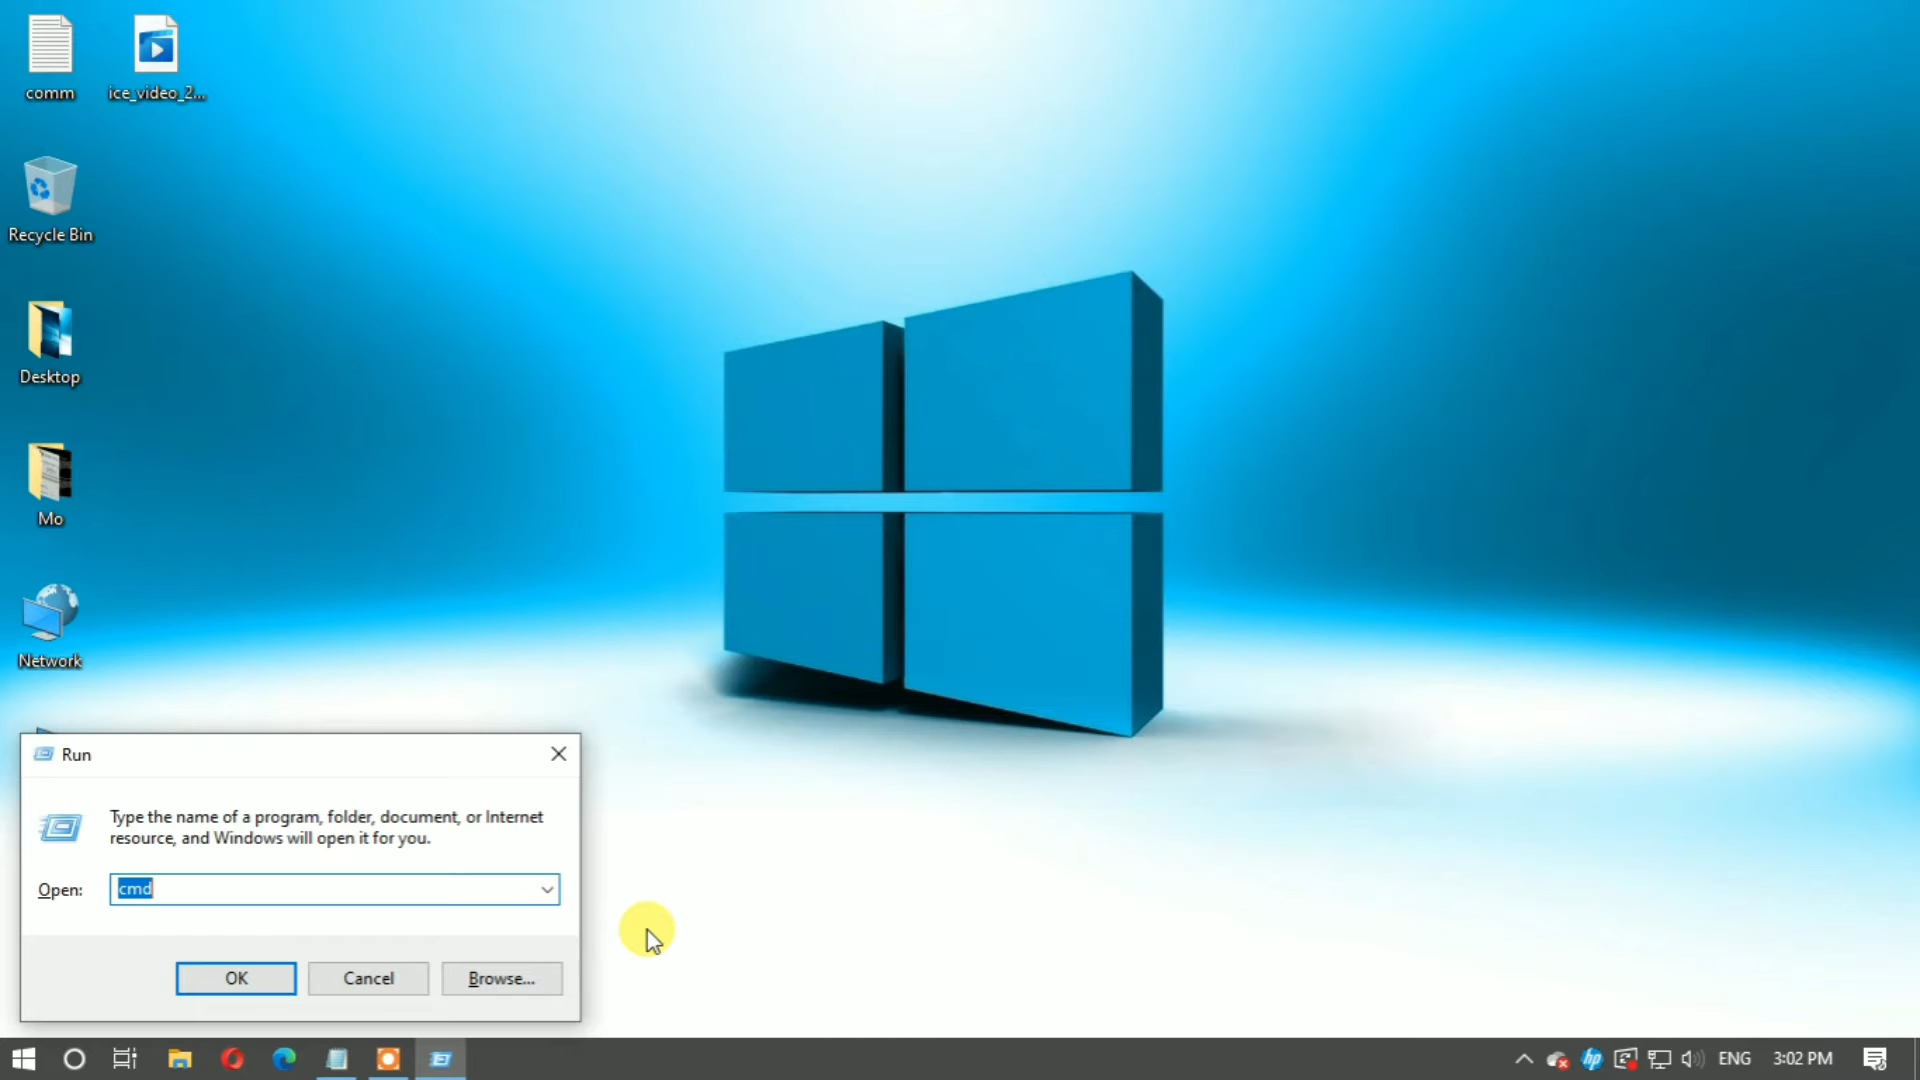 comm
ice_video_2...
Recycle Bin
Desktop
Mo
Network
Run
Type the name of a program, folder, document, or Internet
resource, and Windows will open it for you.
Open:
cmd
OK
Cancel
Browse...
hp
ENG
3:02 PM